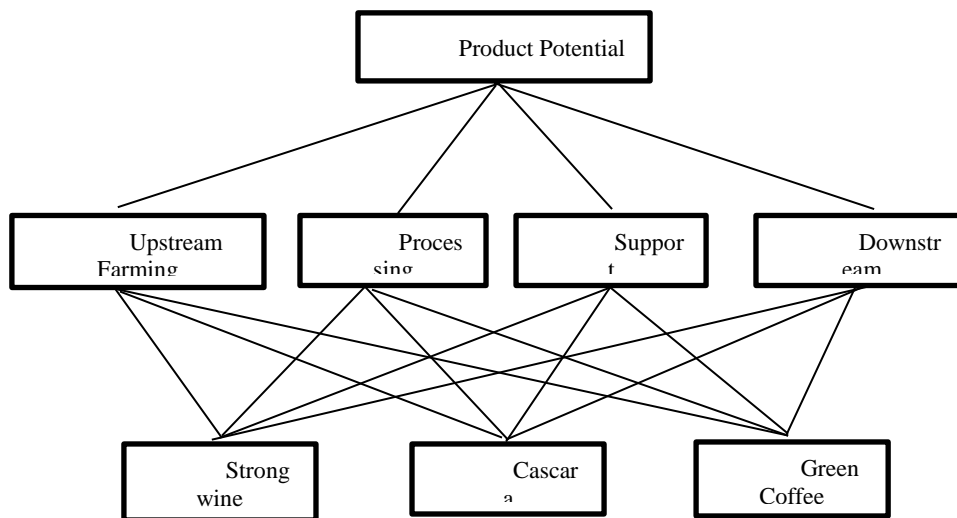 Product Potential
Upstream
Farming
Proces
sing
Suppor
t
Downstr
eam
Strong
wine
Cascar
a
Green
Coffee